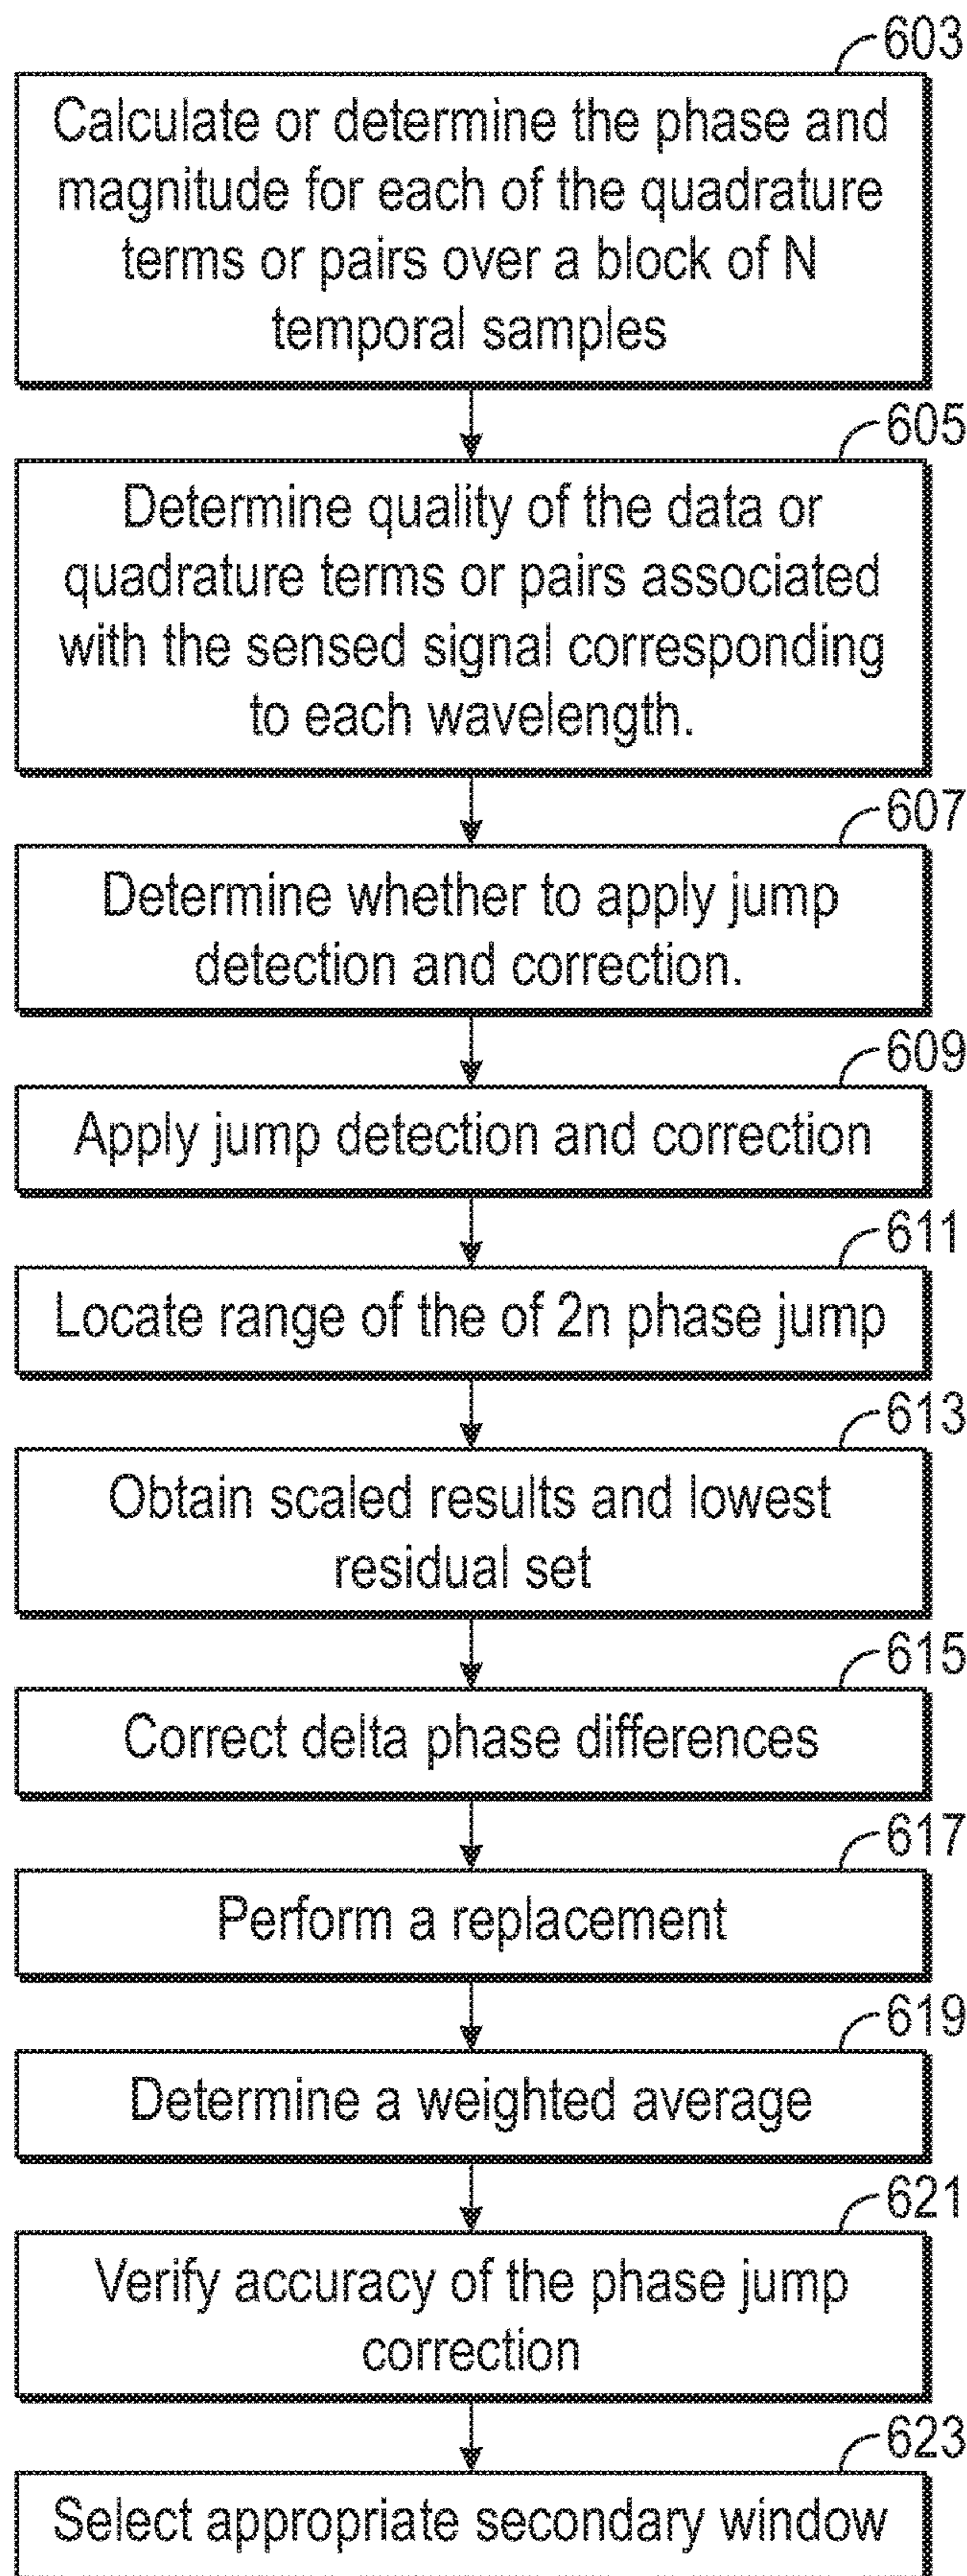 603
Calculate or determine the phase and
magnitude for each of the quadrature
terms or pairs over a block of N
temporal samples
605
Determine quality of the data or
quadrature terms or pairs associated
with the sensed signal corresponding
to each wavelength.
607
Determine whether to apply jump
detection and correction.
609
Apply jump detection and correction
611
Locate range of the of 2n phase jump
613
Obtain scaled results and lowest
residual set
615
Correct delta phase differences
617
Perform a replacement
619
Determine a weighted average
621
Verify accuracy of the phase jump
correction
623
Select appropriate secondary window